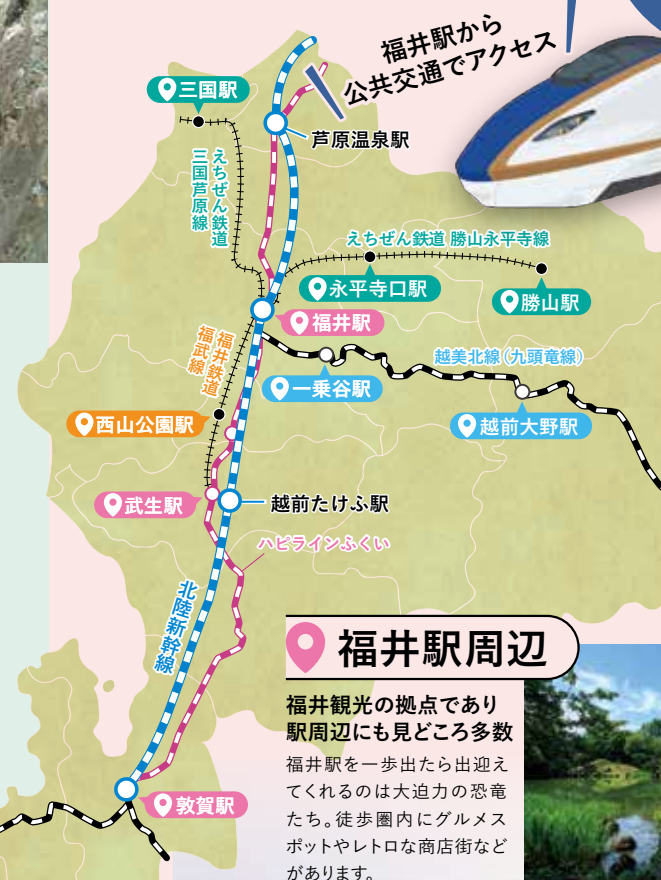 福井駅から
公共交通でアクセス
三国駅
芦原温泉駅
えちぜん鉄道
三国芦原線
えちぜん鉄道 勝山永平寺線
永平寺口駅
勝山駅
福井駅
福井鉄道
福武線
越美北線（九頭竜線）
一乗谷駅
越前大野駅
西山公園駅
武生駅
越前たけふ駅
ハピラインふくい
北陸新幹線
敦賀駅
福井駅周辺
福井観光の拠点であり
駅周辺にも見どころ多数
福井駅を一歩出たら出迎え
てくれるのは大迫力の恐竜
たち。徒歩圏内にグルメス
ポットやレトロな商店街など
があります。